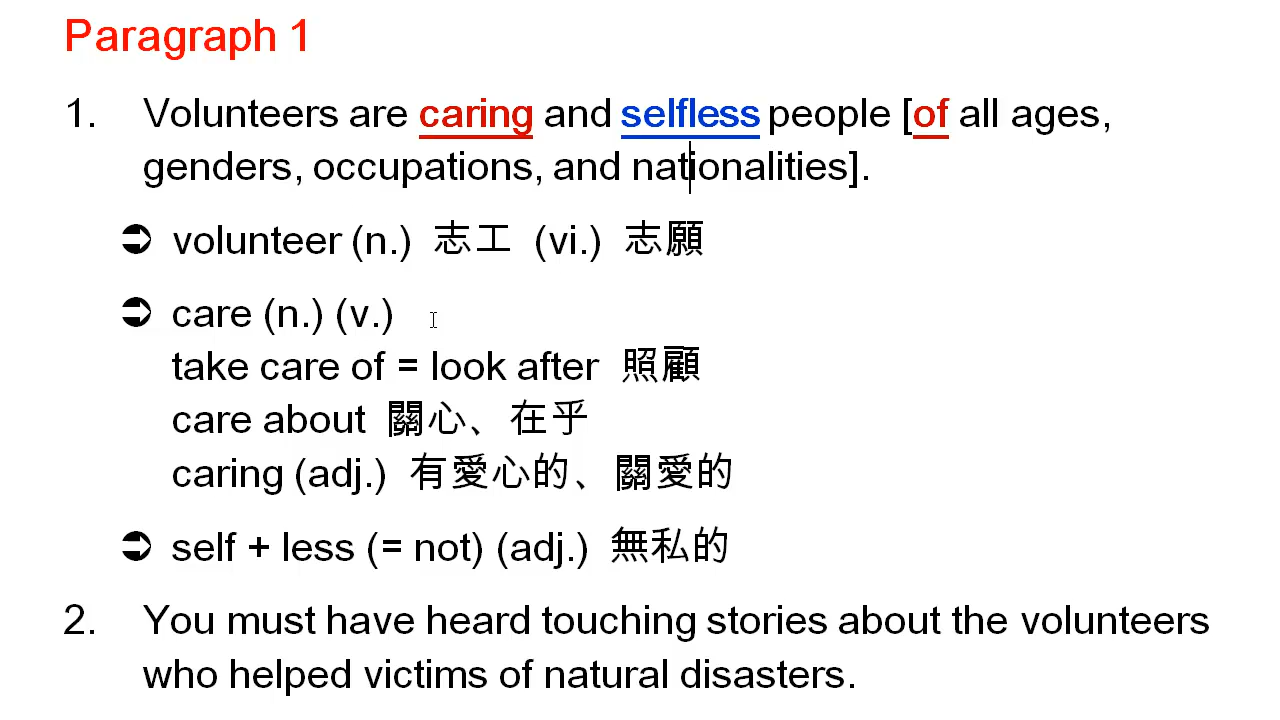 Paragraph 1
1. Volunteers are caring and selfless people [of all ages,
genders, occupations, and nationalities].
➲ volunteer (n.) 志工 (vi.) 志願
➲ care (n.) (v.)
take care of = look after 照顧
care about 關心、在乎
caring (adj.) 有愛心的、關愛的
➲ self + less (= not) (adj.) 無私的
2. You must have heard touching stories about the volunteers
who helped victims of natural disasters.